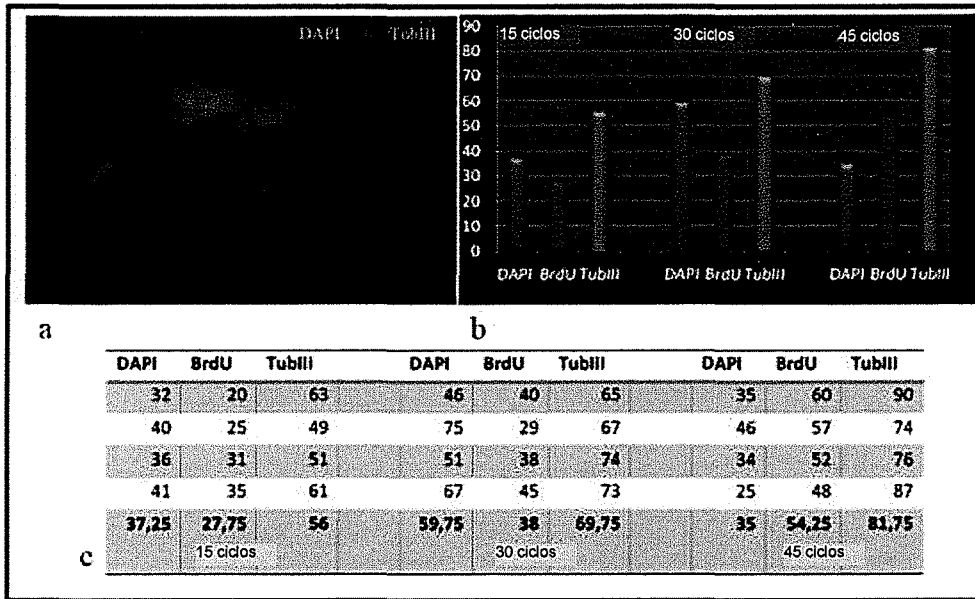 DAPI TubIII
90 15 ciclos 30 ciclos 45 ciclos
80
70
60
50
40
30
20
10
0
DAPI BrdU TubIII DAPI BrdU TubIII DAPI BrdU TubIII
a b
DAPI BrdU TubIII DAPI BrdU TubIII DAPI BrdU TubIII
32 20 63 46 40 65 35 60 90
40 25 49 75 29 67 46 57 74
36 31 51 51 38 74 34 52 76
41 35 61 67 45 73 25 48 87
37,25 27,75 56 59,75 38 69,75 35 54,25 81,75
c 15 ciclos 30 ciclos 45 ciclos